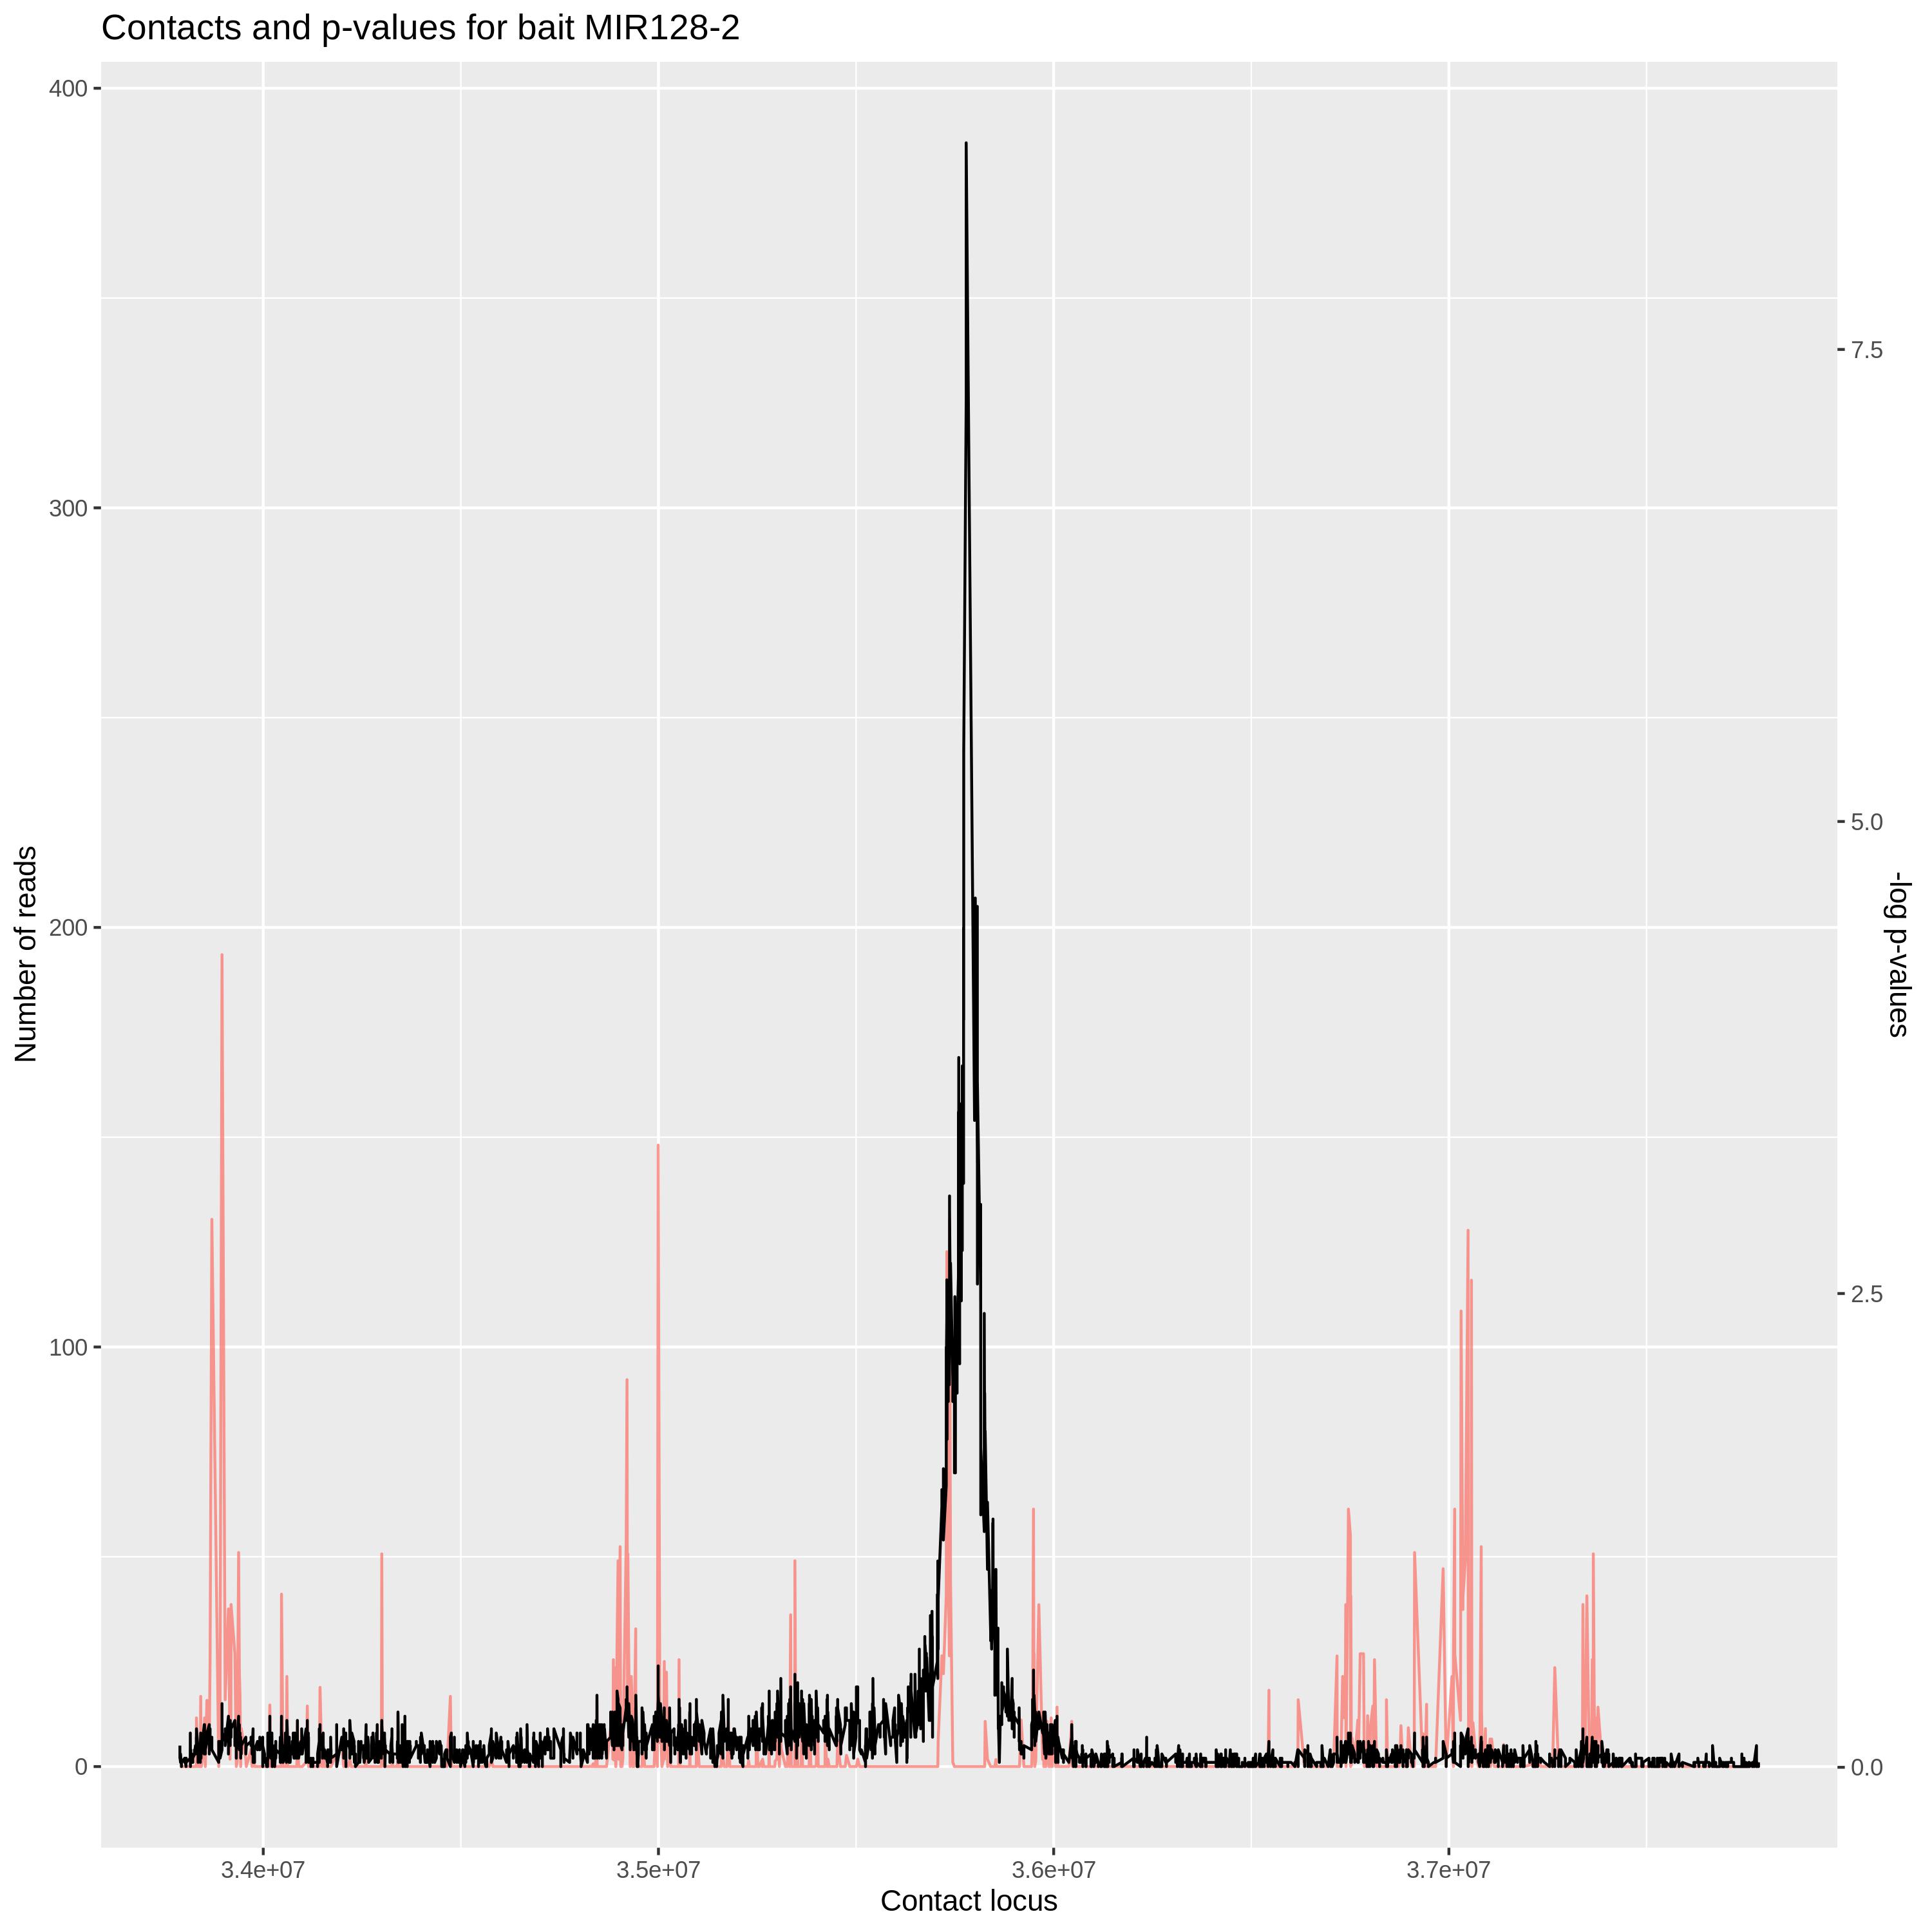 Contacts and p-values for bait MIR128-2
400
300
200
100
0
Number of reads
7.5
5.0
2.5
0.0
-log p-values
3.4e+07
3.5e+07
3.6e+07
3.7e+07
Contact locus